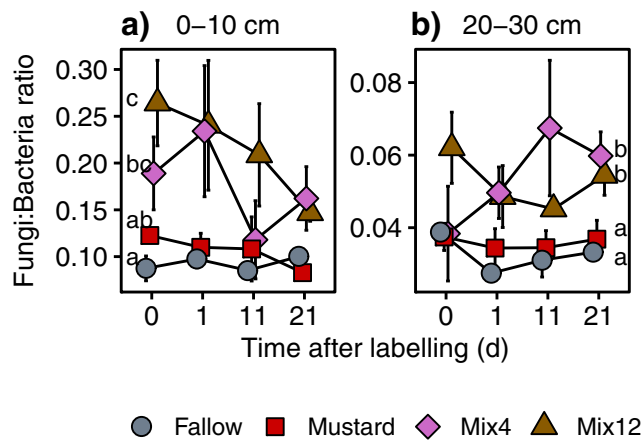 a) 0–10 cm
b) 20–30 cm
Fungi:Bacteria ratio
0.30
0.25
0.20
0.15
0.10
c
bc
ab
a
0.08
0.06
0.04
b
b
a
a
0 1 11 21
0 1 11 21
Time after labelling (d)
Fallow Mustard Mix4 Mix12